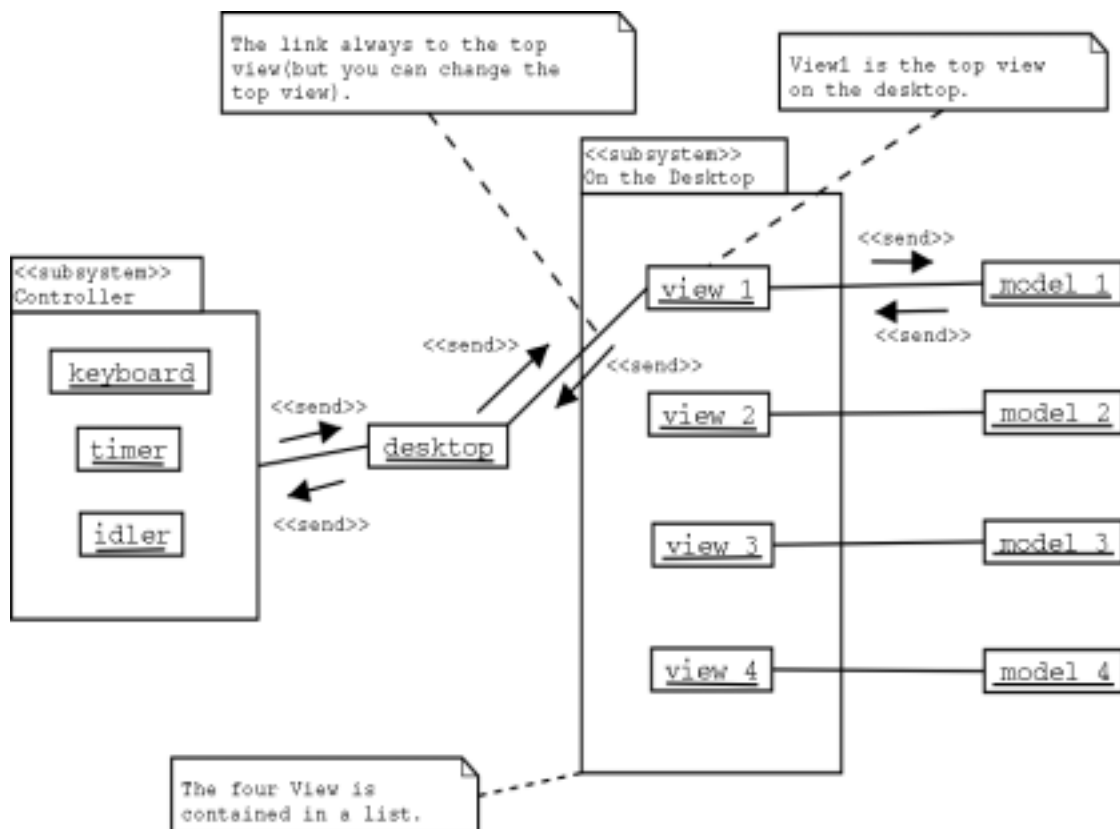 The link always to the top
view(but you can change the
top view).
View1 is the top view
on the desktop.
<<subsystem>>
On the Desktop
<<send>>
<<subsystem>>
Controller
view 1
model 1
<<send>>
<<send>>
<<send>>
keyboard
<<send>>
view 2
model 2
timer
desktop
<<send>>
idler
view 3
model 3
view 4
model 4
The four View is
contained in a list.